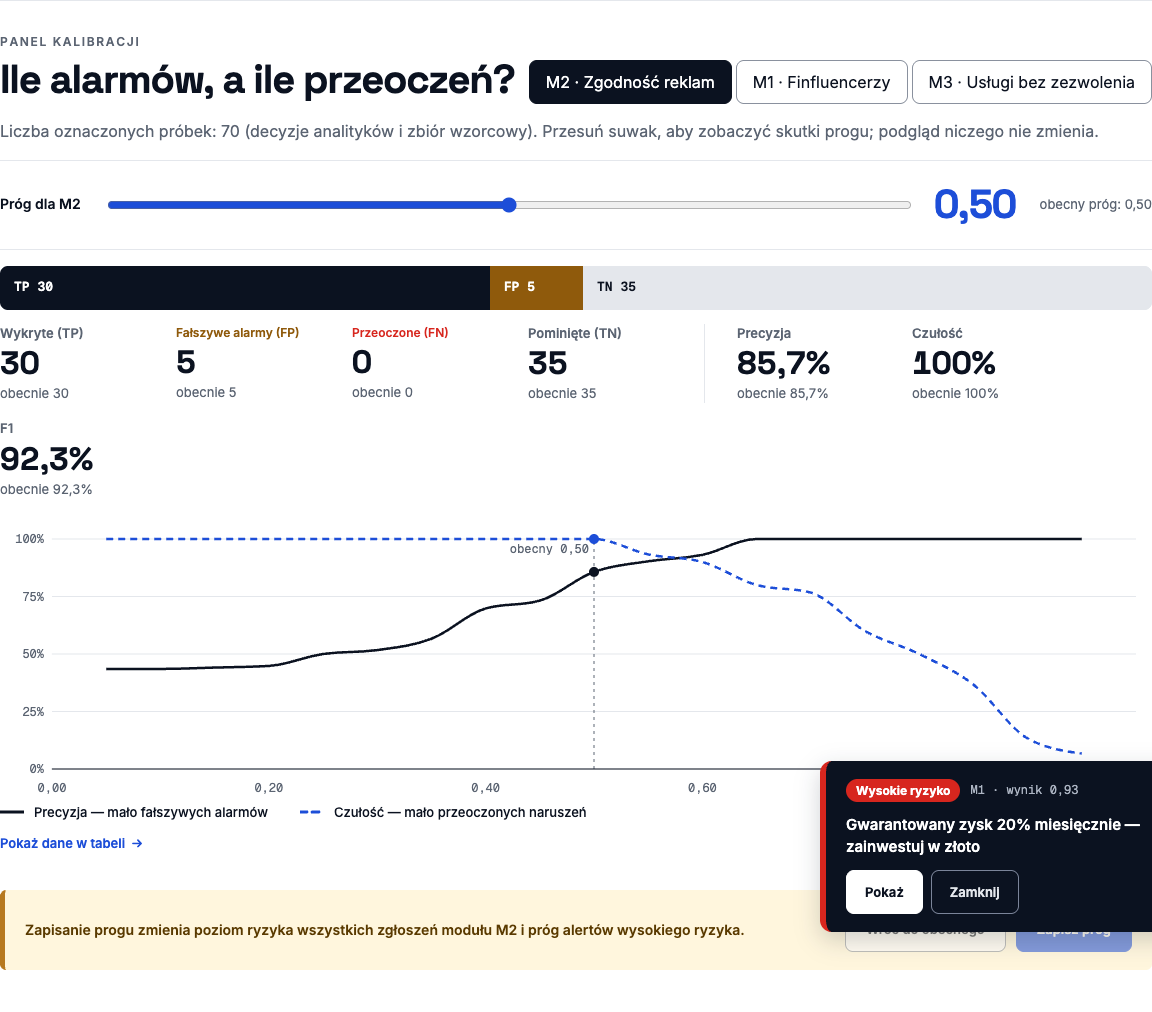 PANEL KALIBRACJI
Ile alarmów, a ile przeoczeń?
M2 · Zgodność reklam
M1 · Finfluencerzy
M3 · Usługi bez zezwolenia
Liczba oznaczonych próbek: 70 (decyzje analityków i zbiór wzorcowy). Przesuń suwak, aby zobaczyć skutki progu; podgląd niczego nie zmienia.
Próg dla M2
0,50
obecny próg: 0,50
TP 30
FP 5
TN 35
Wykryte (TP)
30
obecnie 30
Fałszywe alarmy (FP)
5
obecnie 5
Przeoczone (FN)
0
obecnie 0
Pominięte (TN)
35
obecnie 35
Precyzja
85,7%
obecnie 85,7%
Czułość
100%
obecnie 100%
F1
92,3%
obecnie 92,3%
100%
75%
50%
25%
0%
obecny 0,50
0,00
0,20
0,40
0,60
Precyzja — mało fałszywych alarmów
Czułość — mało przeoczonych naruszeń
Pokaż dane w tabeli →
Wysokie ryzyko
M1 · wynik 0,93
Gwarantowany zysk 20% miesięcznie —
zainwestuj w złoto
Pokaż
Zamknij
Zapisanie progu zmienia poziom ryzyka wszystkich zgłoszeń modułu M2 i próg alertów wysokiego ryzyka.